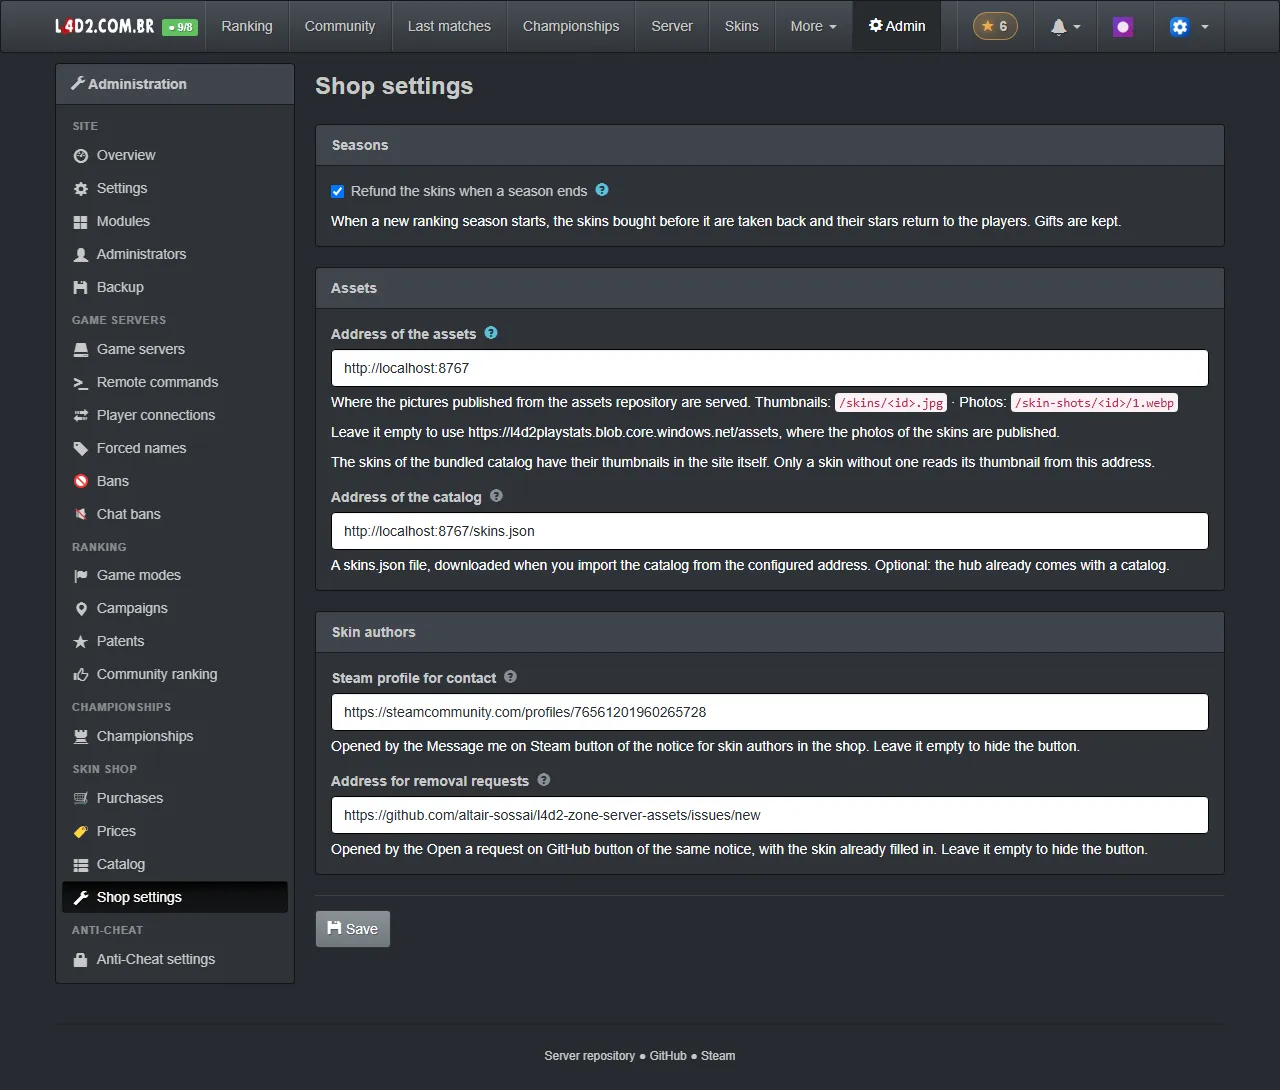 L4D2.COM.BR
● 9/8
Ranking
Community
Last matches
Championships
Server
Skins
More
Admin
6
Administration
SITE
Overview
Settings
Modules
Administrators
Backup
GAME SERVERS
Game servers
Remote commands
Player connections
Forced names
Bans
Chat bans
RANKING
Game modes
Campaigns
Patents
Community ranking
CHAMPIONSHIPS
Championships
SKIN SHOP
Purchases
Prices
Catalog
Shop settings
ANTI-CHEAT
Anti-Cheat settings
Shop settings
Seasons
Refund the skins when a season ends
When a new ranking season starts, the skins bought before it are taken back and their stars return to the players. Gifts are kept.
Assets
Address of the assets
http://localhost:8767
Where the pictures published from the assets repository are served. Thumbnails: /skins/<id>.jpg · Photos: /skin-shots/<id>/1.webp
Leave it empty to use https://l4d2playstats.blob.core.windows.net/assets, where the photos of the skins are published.
The skins of the bundled catalog have their thumbnails in the site itself. Only a skin without one reads its thumbnail from this address.
Address of the catalog
http://localhost:8767/skins.json
A skins.json file, downloaded when you import the catalog from the configured address. Optional: the hub already comes with a catalog.
Skin authors
Steam profile for contact
https://steamcommunity.com/profiles/76561201960265728
Opened by the Message me on Steam button of the notice for skin authors in the shop. Leave it empty to hide the button.
Address for removal requests
https://github.com/altair-sossai/l4d2-zone-server-assets/issues/new
Opened by the Open a request on GitHub button of the same notice, with the skin already filled in. Leave it empty to hide the button.
Save
Server repository ● GitHub ● Steam